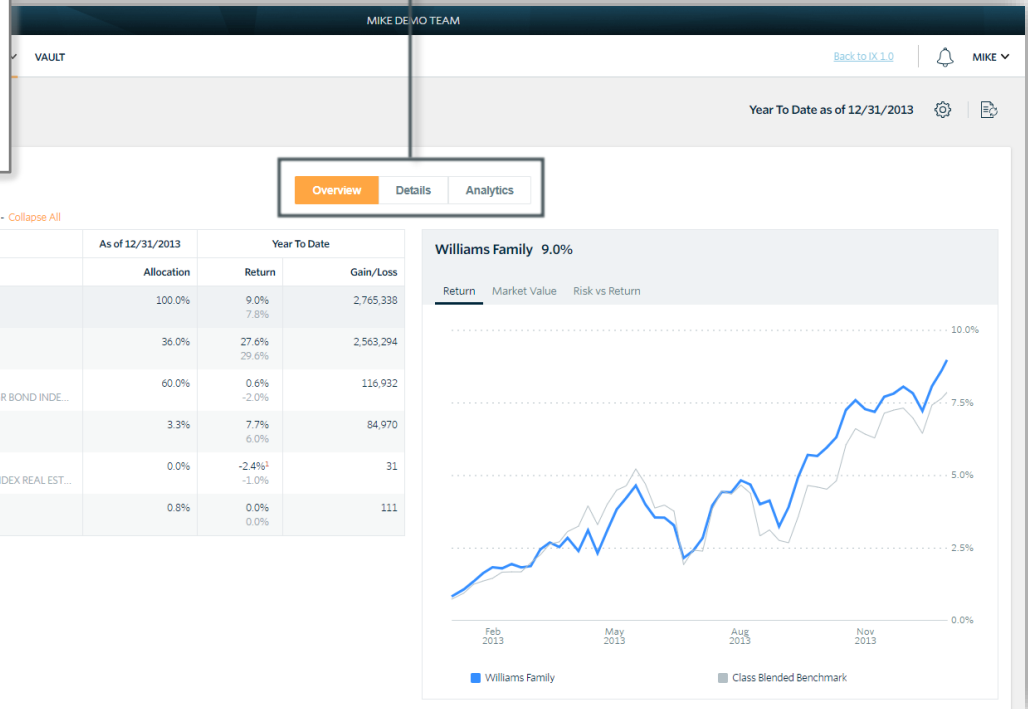 MIKE DEMO TEAM
VAULT
Back to IX 1.0
MIKE
Year To Date as of 12/31/2013
Overview Details Analytics
- Collapse All
As of 12/31/2013 Year To Date
Allocation Return Gain/Loss
100.0% 9.0% 2,765,338
7.8%
36.0% 27.6% 2,563,294
29.6%
60.0% 0.6% 116,932
R BOND INDE... -2.0%
3.3% 7.7% 84,970
6.0%
0.0% -2.4%¹ 31
NDEX REAL EST... -1.0%
0.8% 0.0% 111
0.0%
Williams Family 9.0%
Return Market Value Risk vs Return
10.0%
7.5%
5.0%
2.5%
0.0%
Feb May Aug Nov
2013 2013 2013 2013
Williams Family Class Blended Benchmark